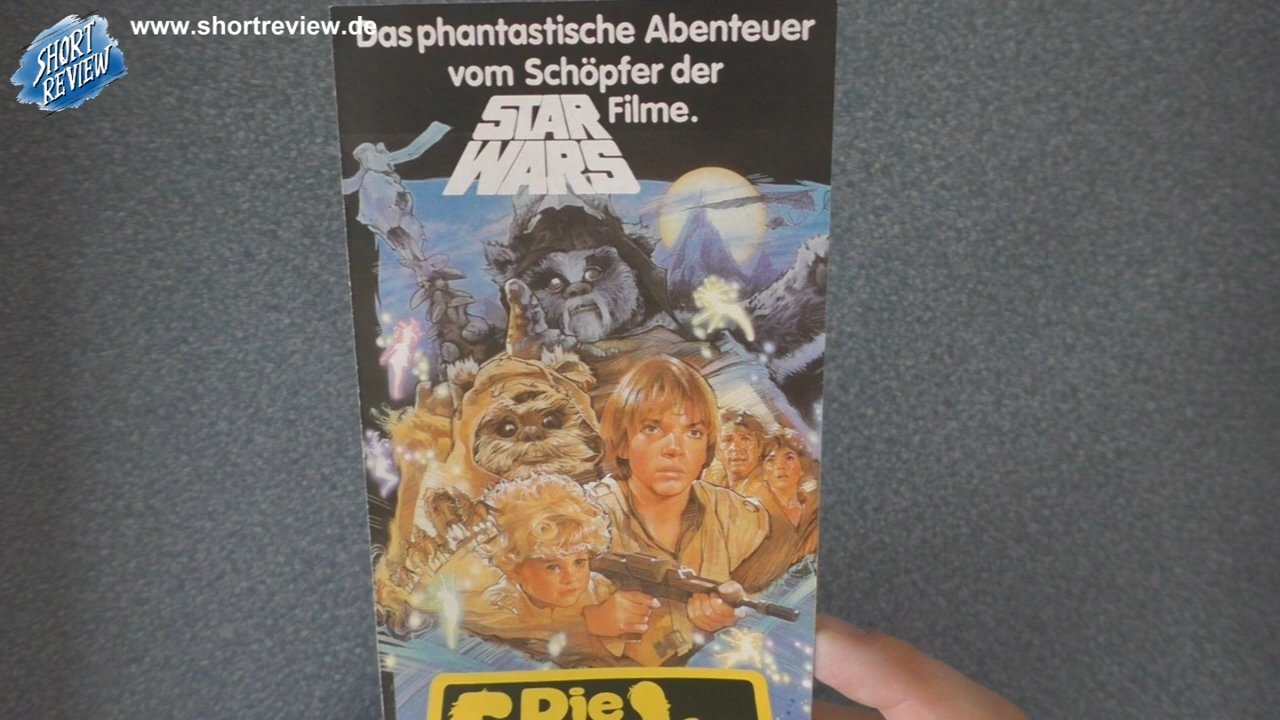 www.shortreview.de
SHORT
REVIEW
Das phantastische Abenteuer
vom Schöpfer der
STAR Filme.
WARS
Die